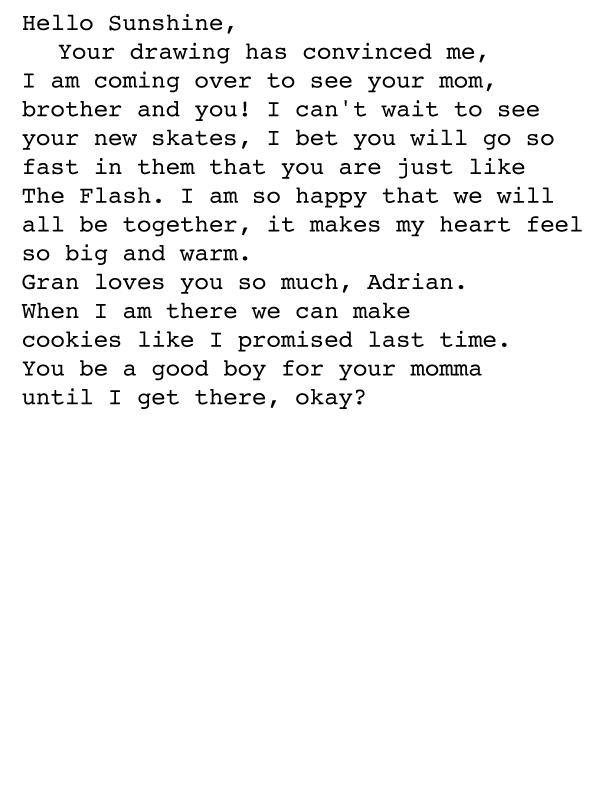 Hello Sunshine,
Your drawing has convinced me,
I am coming over to see your mom,
brother and you! I can't wait to see
your new skates, I bet you will go so
fast in them that you are just like
The Flash. I am so happy that we will
all be together, it makes my heart feel
so big and warm.
Gran loves you so much, Adrian.
When I am there we can make
cookies like I promised last time.
You be a good boy for your momma
until I get there, okay?